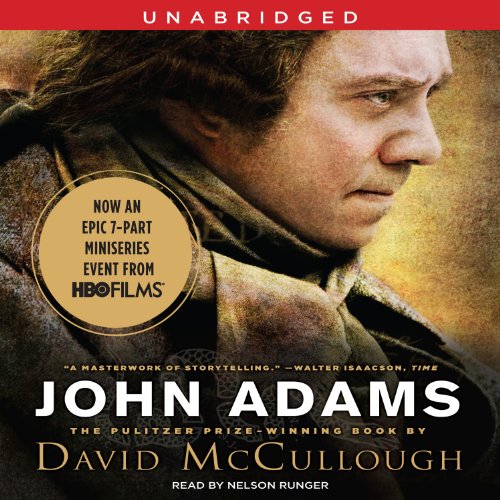 UNABRIDGED
NOW AN
EPIC 7–PART
MINISERIES
EVENT FROM
HBO FILMS™
“A MASTERWORK OF STORYTELLING.” —WALTER ISAACSON, TIME
JOHN ADAMS
THE PULITZER PRIZE–WINNING BOOK BY
DAVID MCCULLOUGH
READ BY NELSON RUNGER